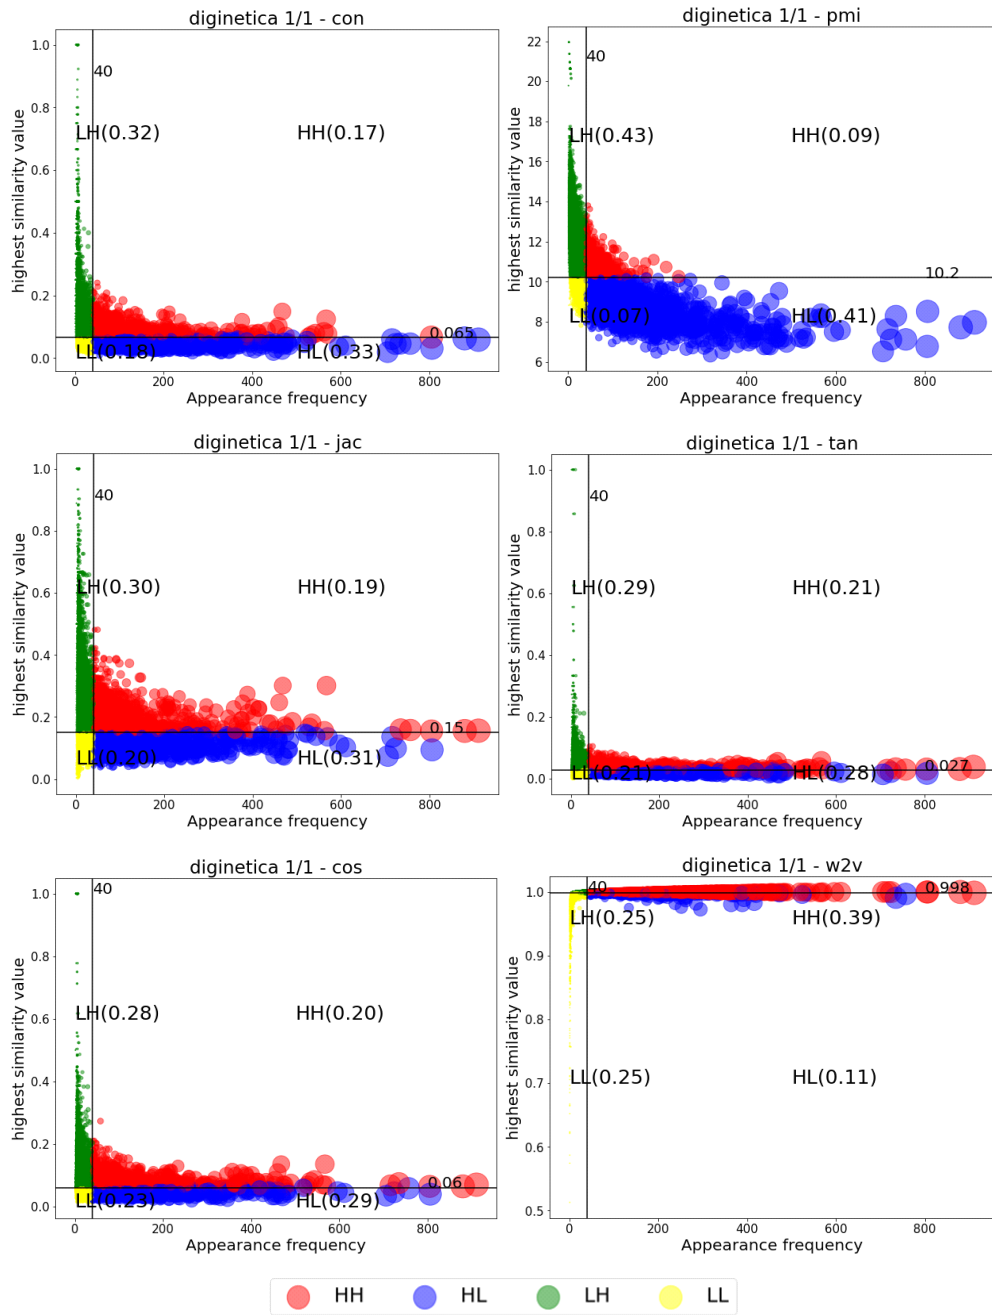 diginetica 1/1 - con
highest similarity value
1.0
0.8
0.6
0.4
0.2
0.0
40
LH(0.32)
HH(0.17)
0.065
LL(0.18)
HL(0.33)
0
200
400
600
800
Appearance frequency
diginetica 1/1 - pmi
highest similarity value
22
20
18
16
14
12
10
8
6
40
LH(0.43)
HH(0.09)
10.2
LL(0.07)
HL(0.41)
0
200
400
600
800
Appearance frequency
diginetica 1/1 - jac
highest similarity value
1.0
0.8
0.6
0.4
0.2
0.0
40
LH(0.30)
HH(0.19)
0.15
LL(0.20)
HL(0.31)
0
200
400
600
800
Appearance frequency
diginetica 1/1 - tan
highest similarity value
1.0
0.8
0.6
0.4
0.2
0.0
40
LH(0.29)
HH(0.21)
0.027
LL(0.21)
HL(0.28)
0
200
400
600
800
Appearance frequency
diginetica 1/1 - cos
highest similarity value
1.0
0.8
0.6
0.4
0.2
0.0
40
LH(0.28)
HH(0.20)
0.06
LL(0.23)
HL(0.29)
0
200
400
600
800
Appearance frequency
diginetica 1/1 - w2v
highest similarity value
1.0
0.9
0.8
0.7
0.6
0.5
40
0.998
LH(0.25)
HH(0.39)
LL(0.25)
HL(0.11)
0
200
400
600
800
Appearance frequency
HH HL LH LL